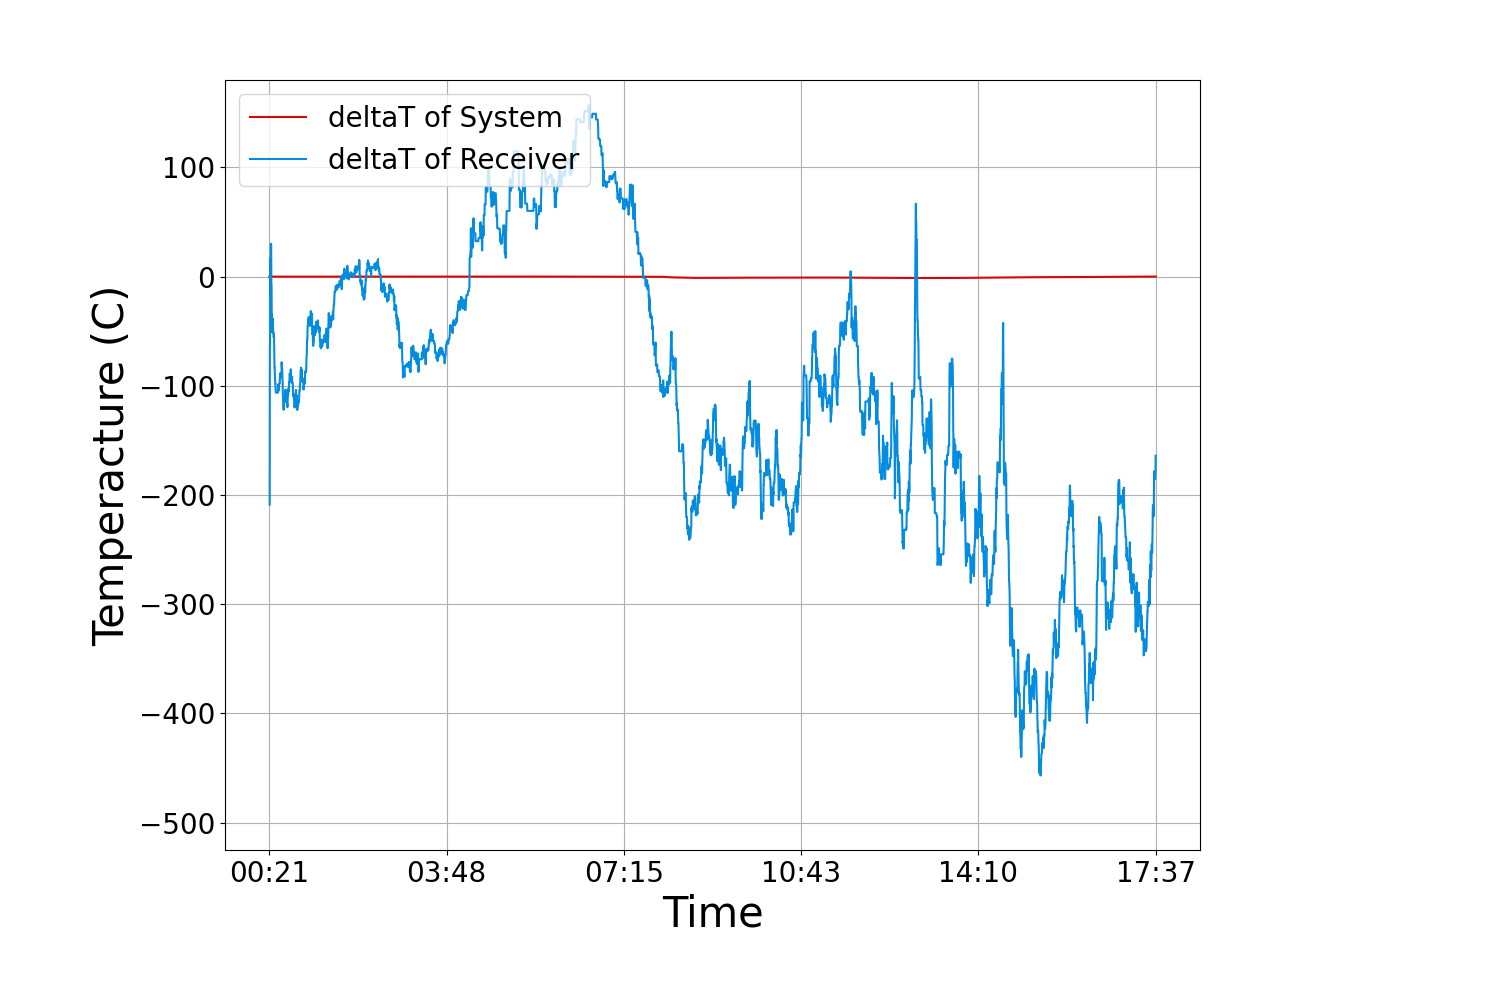 deltaT of System
deltaT of Receiver
100
0
−100
−200
−300
−400
−500
Temperacture (C)
00:21 03:48 07:15 10:43 14:10 17:37
Time